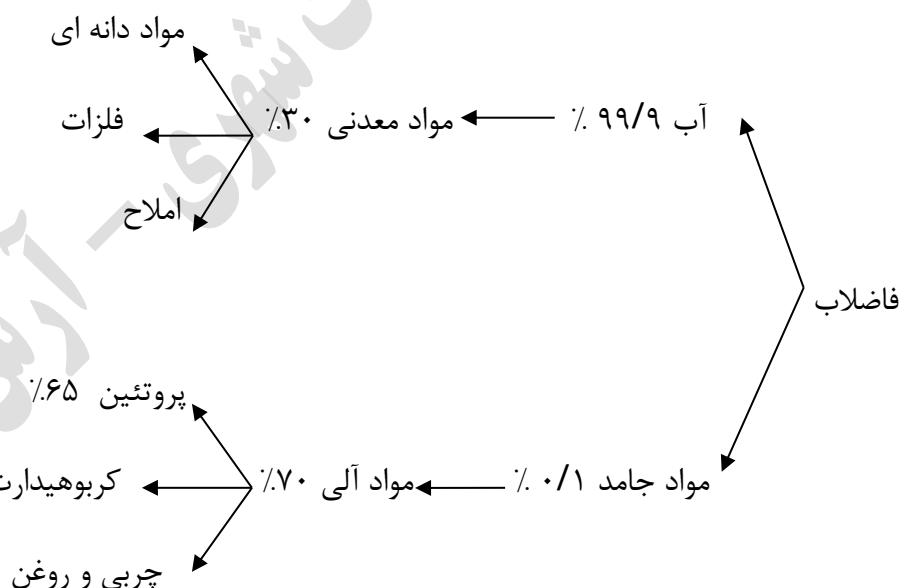 مواد دانه ای
آب ۹۹/۹ %
مواد معدنی ۳۰%
فلزات
املاح
فاضلاب
پروتئین ۶۵%
مواد جامد ۰/۱ %
مواد آلی ۷۰%
چربی و روغن
شهری –